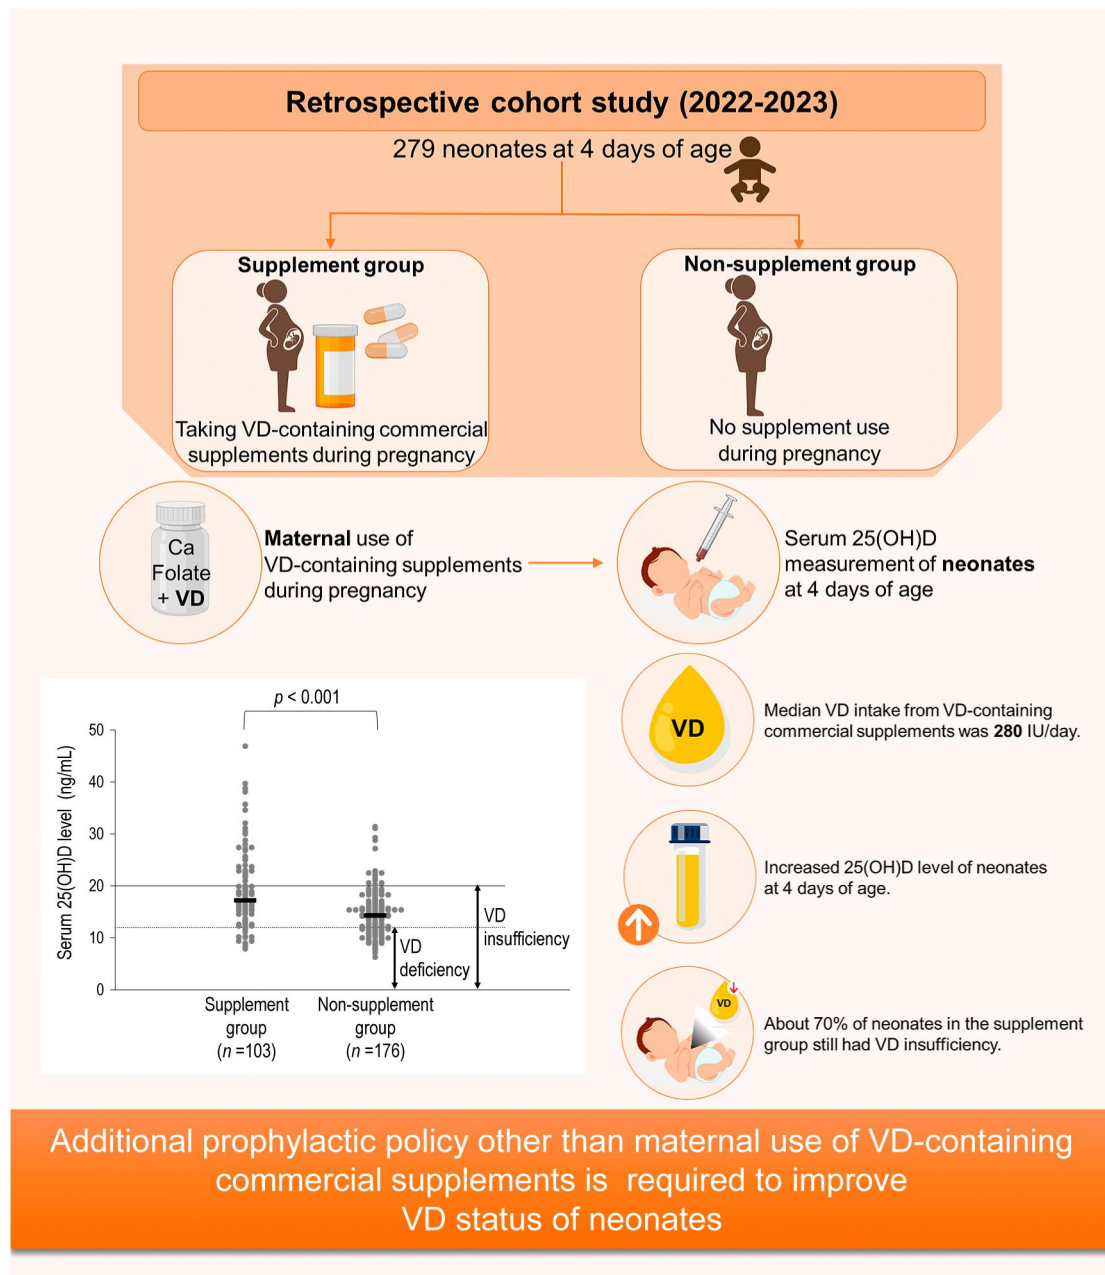 Retrospective cohort study (2022-2023)
279 neonates at 4 days of age
Supplement group
Taking VD-containing commercial
supplements during pregnancy
Non-supplement group
No supplement use
during pregnancy
Ca
Folate
+ VD
Maternal use of
VD-containing supplements
during pregnancy
Serum 25(OH)D
measurement of neonates
at 4 days of age
p < 0.001
Serum 25(OH)D level (ng/mL)
50
40
30
20
10
0
VD
insufficiency
VD
deficiency
Supplement
group
(n =103)
Non-supplement
group
(n =176)
VD
Median VD intake from VD-containing
commercial supplements was 280 IU/day.
Increased 25(OH)D level of neonates
at 4 days of age.
VD
About 70% of neonates in the supplement
group still had VD insufficiency.
Additional prophylactic policy other than maternal use of VD-containing
commercial supplements is required to improve
VD status of neonates